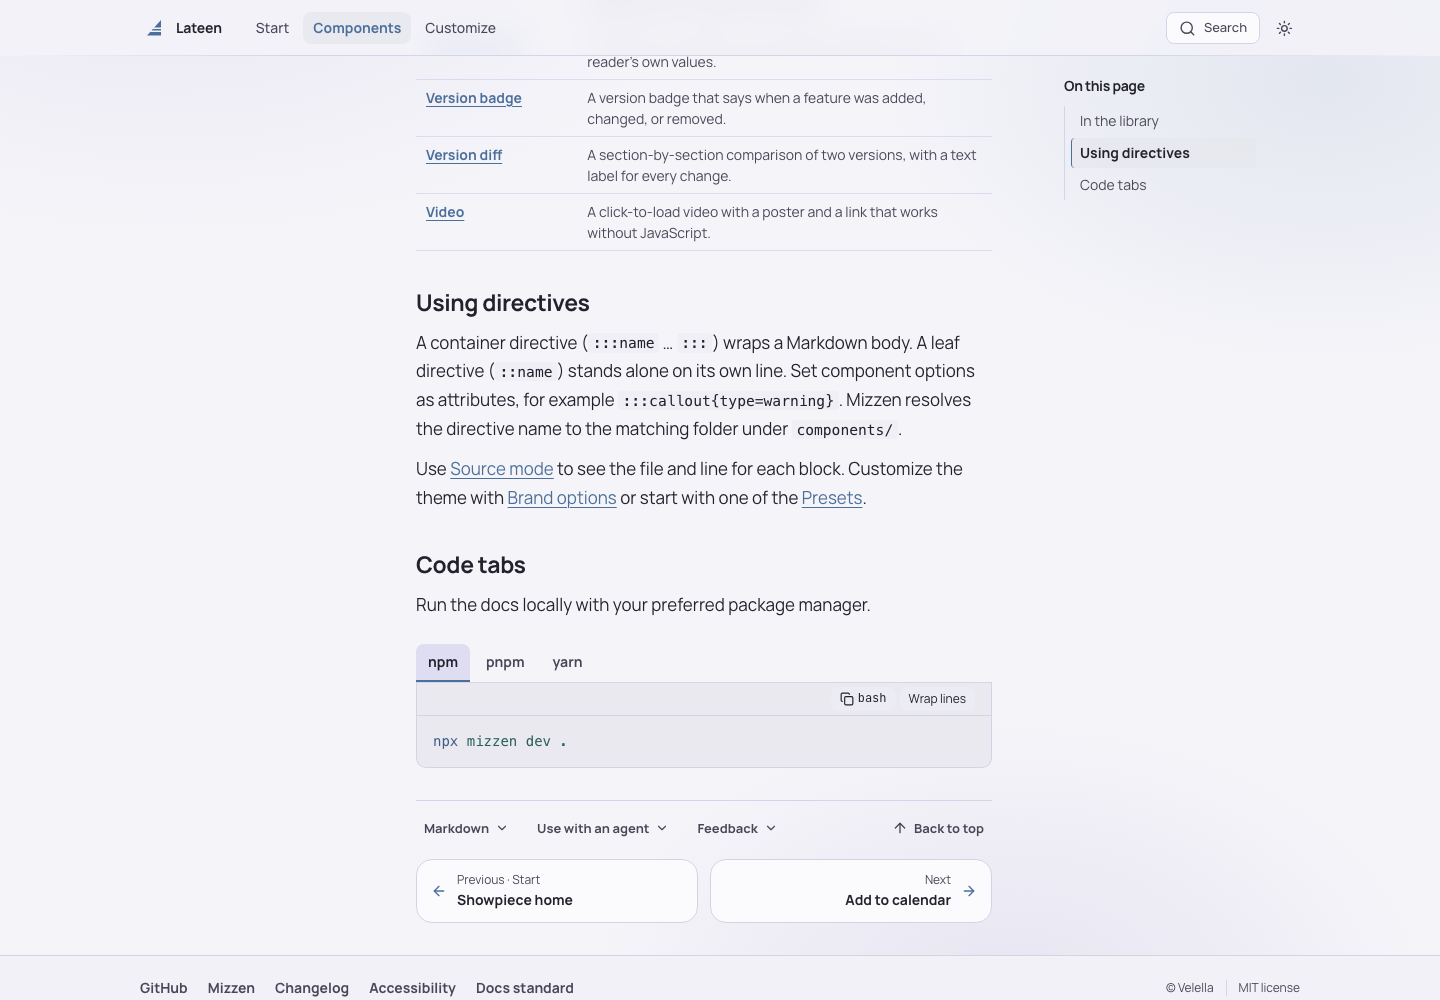 Lateen
Start
Components
Customize
Search
reader's own values.
Version badge
A version badge that says when a feature was added,
changed, or removed.
Version diff
A section-by-section comparison of two versions, with a text
label for every change.
Video
A click-to-load video with a poster and a link that works
without JavaScript.
On this page
In the library
Using directives
Code tabs
Using directives
A container directive ( :::name … ::: ) wraps a Markdown body. A leaf
directive ( ::name ) stands alone on its own line. Set component options
as attributes, for example :::callout{type=warning} . Mizzen resolves
the directive name to the matching folder under components/ .
Use Source mode to see the file and line for each block. Customize the
theme with Brand options or start with one of the Presets.
Code tabs
Run the docs locally with your preferred package manager.
npm
pnpm
yarn
bash
Wrap lines
npx mizzen dev .
Markdown
Use with an agent
Feedback
Back to top
Previous · Start
Showpiece home
Next
Add to calendar
GitHub
Mizzen
Changelog
Accessibility
Docs standard
© Velella
MIT license